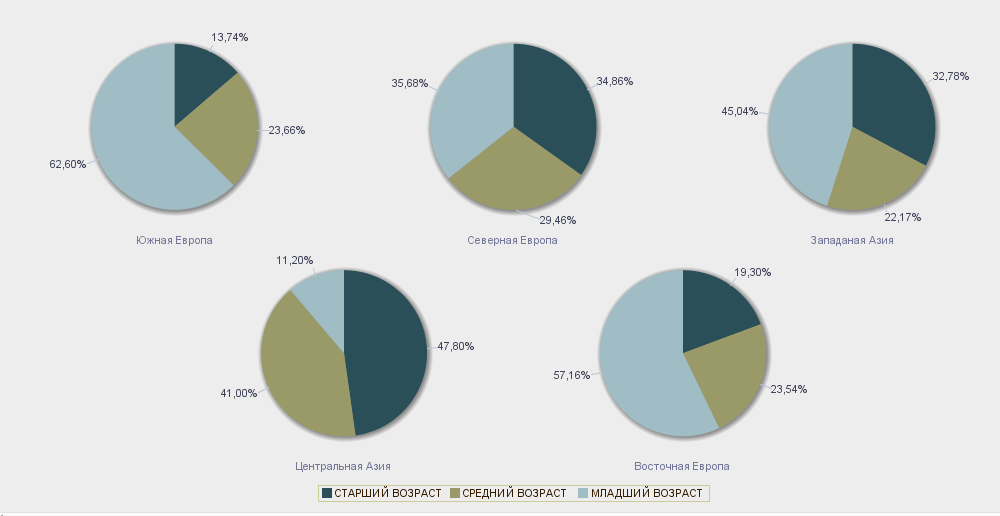 13,74%
23,66%
62,60%
Южная Европа
34,86%
35,68%
29,46%
Северная Европа
32,78%
45,04%
22,17%
Западаная Азия
11,20%
47,80%
41,00%
Центральная Азия
19,30%
57,16%
23,54%
Восточная Европа
СТАРШИЙ ВОЗРАСТ СРЕДНИЙ ВОЗРАСТ МЛАДШИЙ ВОЗРАСТ